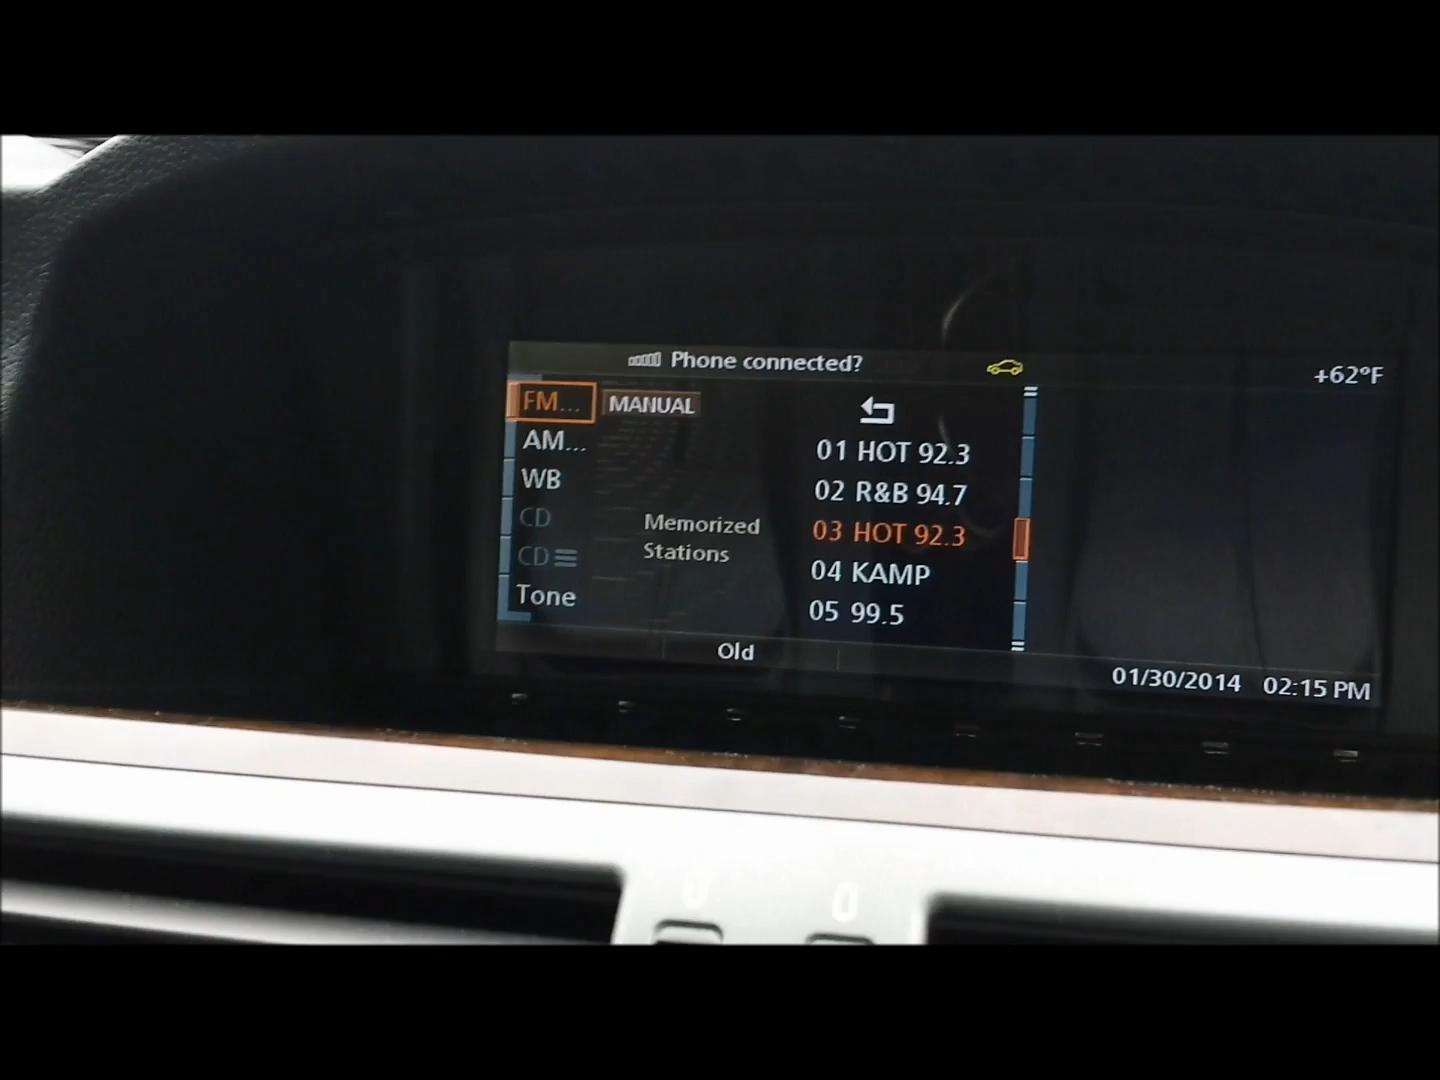 Phone connected?
+62°F
FM...
MANUAL
AM...
WB
CD
CD
Tone
Memorized
Stations
01 HOT 92.3
02 R&B 94.7
03 HOT 92.3
04 KAMP
05 99.5
Old
01/30/2014 02:15 PM